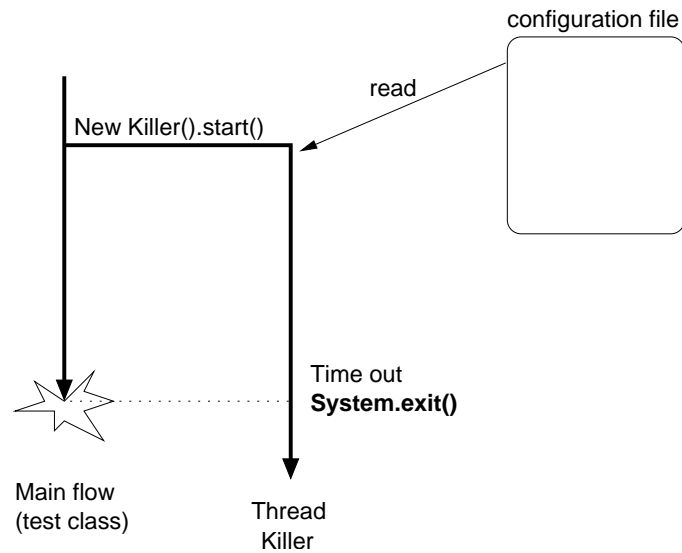 configuration file
read
New Killer().start()
Time out
System.exit()
Main flow
(test class)
Thread
Killer